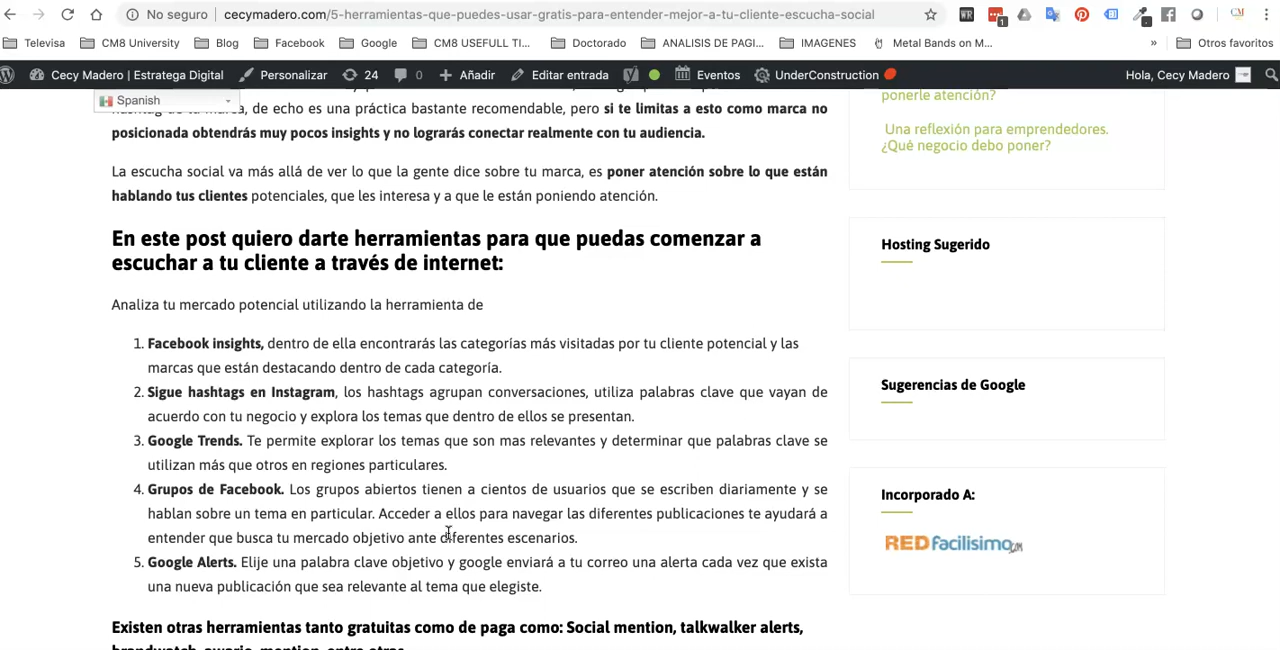 No seguro
cecymadero.com/5-herramientas-que-puedes-usar-gratis-para-entender-mejor-a-tu-cliente-escucha-social
WR
1
CM
Televisa
CM8 University
Blog
Facebook
Google
CM8 USEFULL TI...
Doctorado
ANALISIS DE PAGI...
IMAGENES
Metal Bands on M...
»
Otros favoritos
Cecy Madero | Estratega Digital
Personalizar
24
0
Añadir
Editar entrada
Eventos
UnderConstruction
Hola, Cecy Madero
Spanish
marca, de echo es una práctica bastante recomendable, pero si te limitas a esto como marca no
posicionada obtendrás muy pocos insights y no lograrás conectar realmente con tu audiencia.
La escucha social va más allá de ver lo que la gente dice sobre tu marca, es poner atención sobre lo que están
hablando tus clientes potenciales, que les interesa y a que le están poniendo atención.
En este post quiero darte herramientas para que puedas comenzar a
escuchar a tu cliente a través de internet:
Analiza tu mercado potencial utilizando la herramienta de
1. Facebook insights, dentro de ella encontrarás las categorías más visitadas por tu cliente potencial y las
marcas que están destacando dentro de cada categoría.
2. Sigue hashtags en Instagram, los hashtags agrupan conversaciones, utiliza palabras clave que vayan de
acuerdo con tu negocio y explora los temas que dentro de ellos se presentan.
3. Google Trends. Te permite explorar los temas que son mas relevantes y determinar que palabras clave se
utilizan más que otros en regiones particulares.
4. Grupos de Facebook. Los grupos abiertos tienen a cientos de usuarios que se escriben diariamente y se
hablan sobre un tema en particular. Acceder a ellos para navegar las diferentes publicaciones te ayudará a
entender que busca tu mercado objetivo ante diferentes escenarios.
5. Google Alerts. Elije una palabra clave objetivo y google enviará a tu correo una alerta cada vez que exista
una nueva publicación que sea relevante al tema que elegiste.
Existen otras herramientas tanto gratuitas como de paga como: Social mention, talkwalker alerts,
brandwatch, awario, mention, entre otras
ponerle atención?
Una reflexión para emprendedores.
¿Qué negocio debo poner?
Hosting Sugerido
Sugerencias de Google
Incorporado A:
REDfacilisimo.com